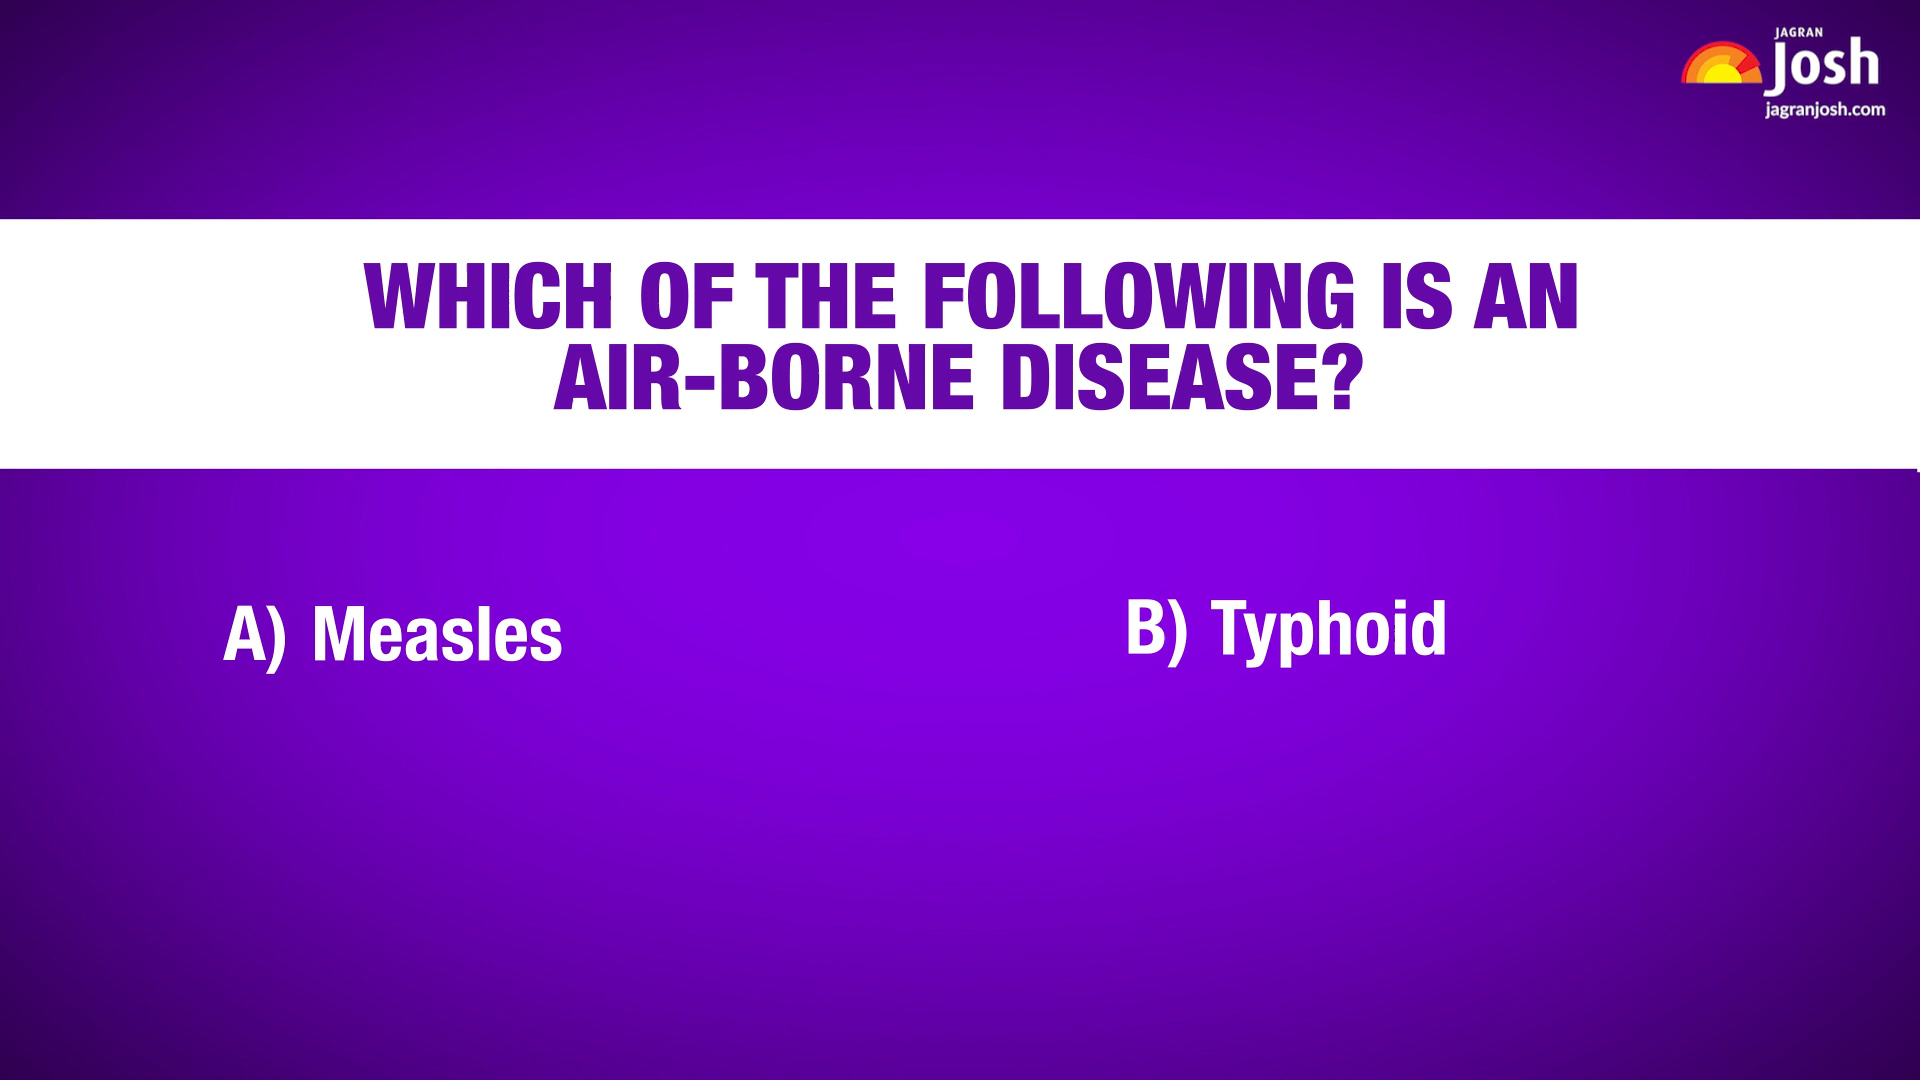 JAGRAN
Josh
jagranjosh.com
WHICH OF THE FOLLOWING IS AN
AIR-BORNE DISEASE?
A) Measles
B) Typhoid